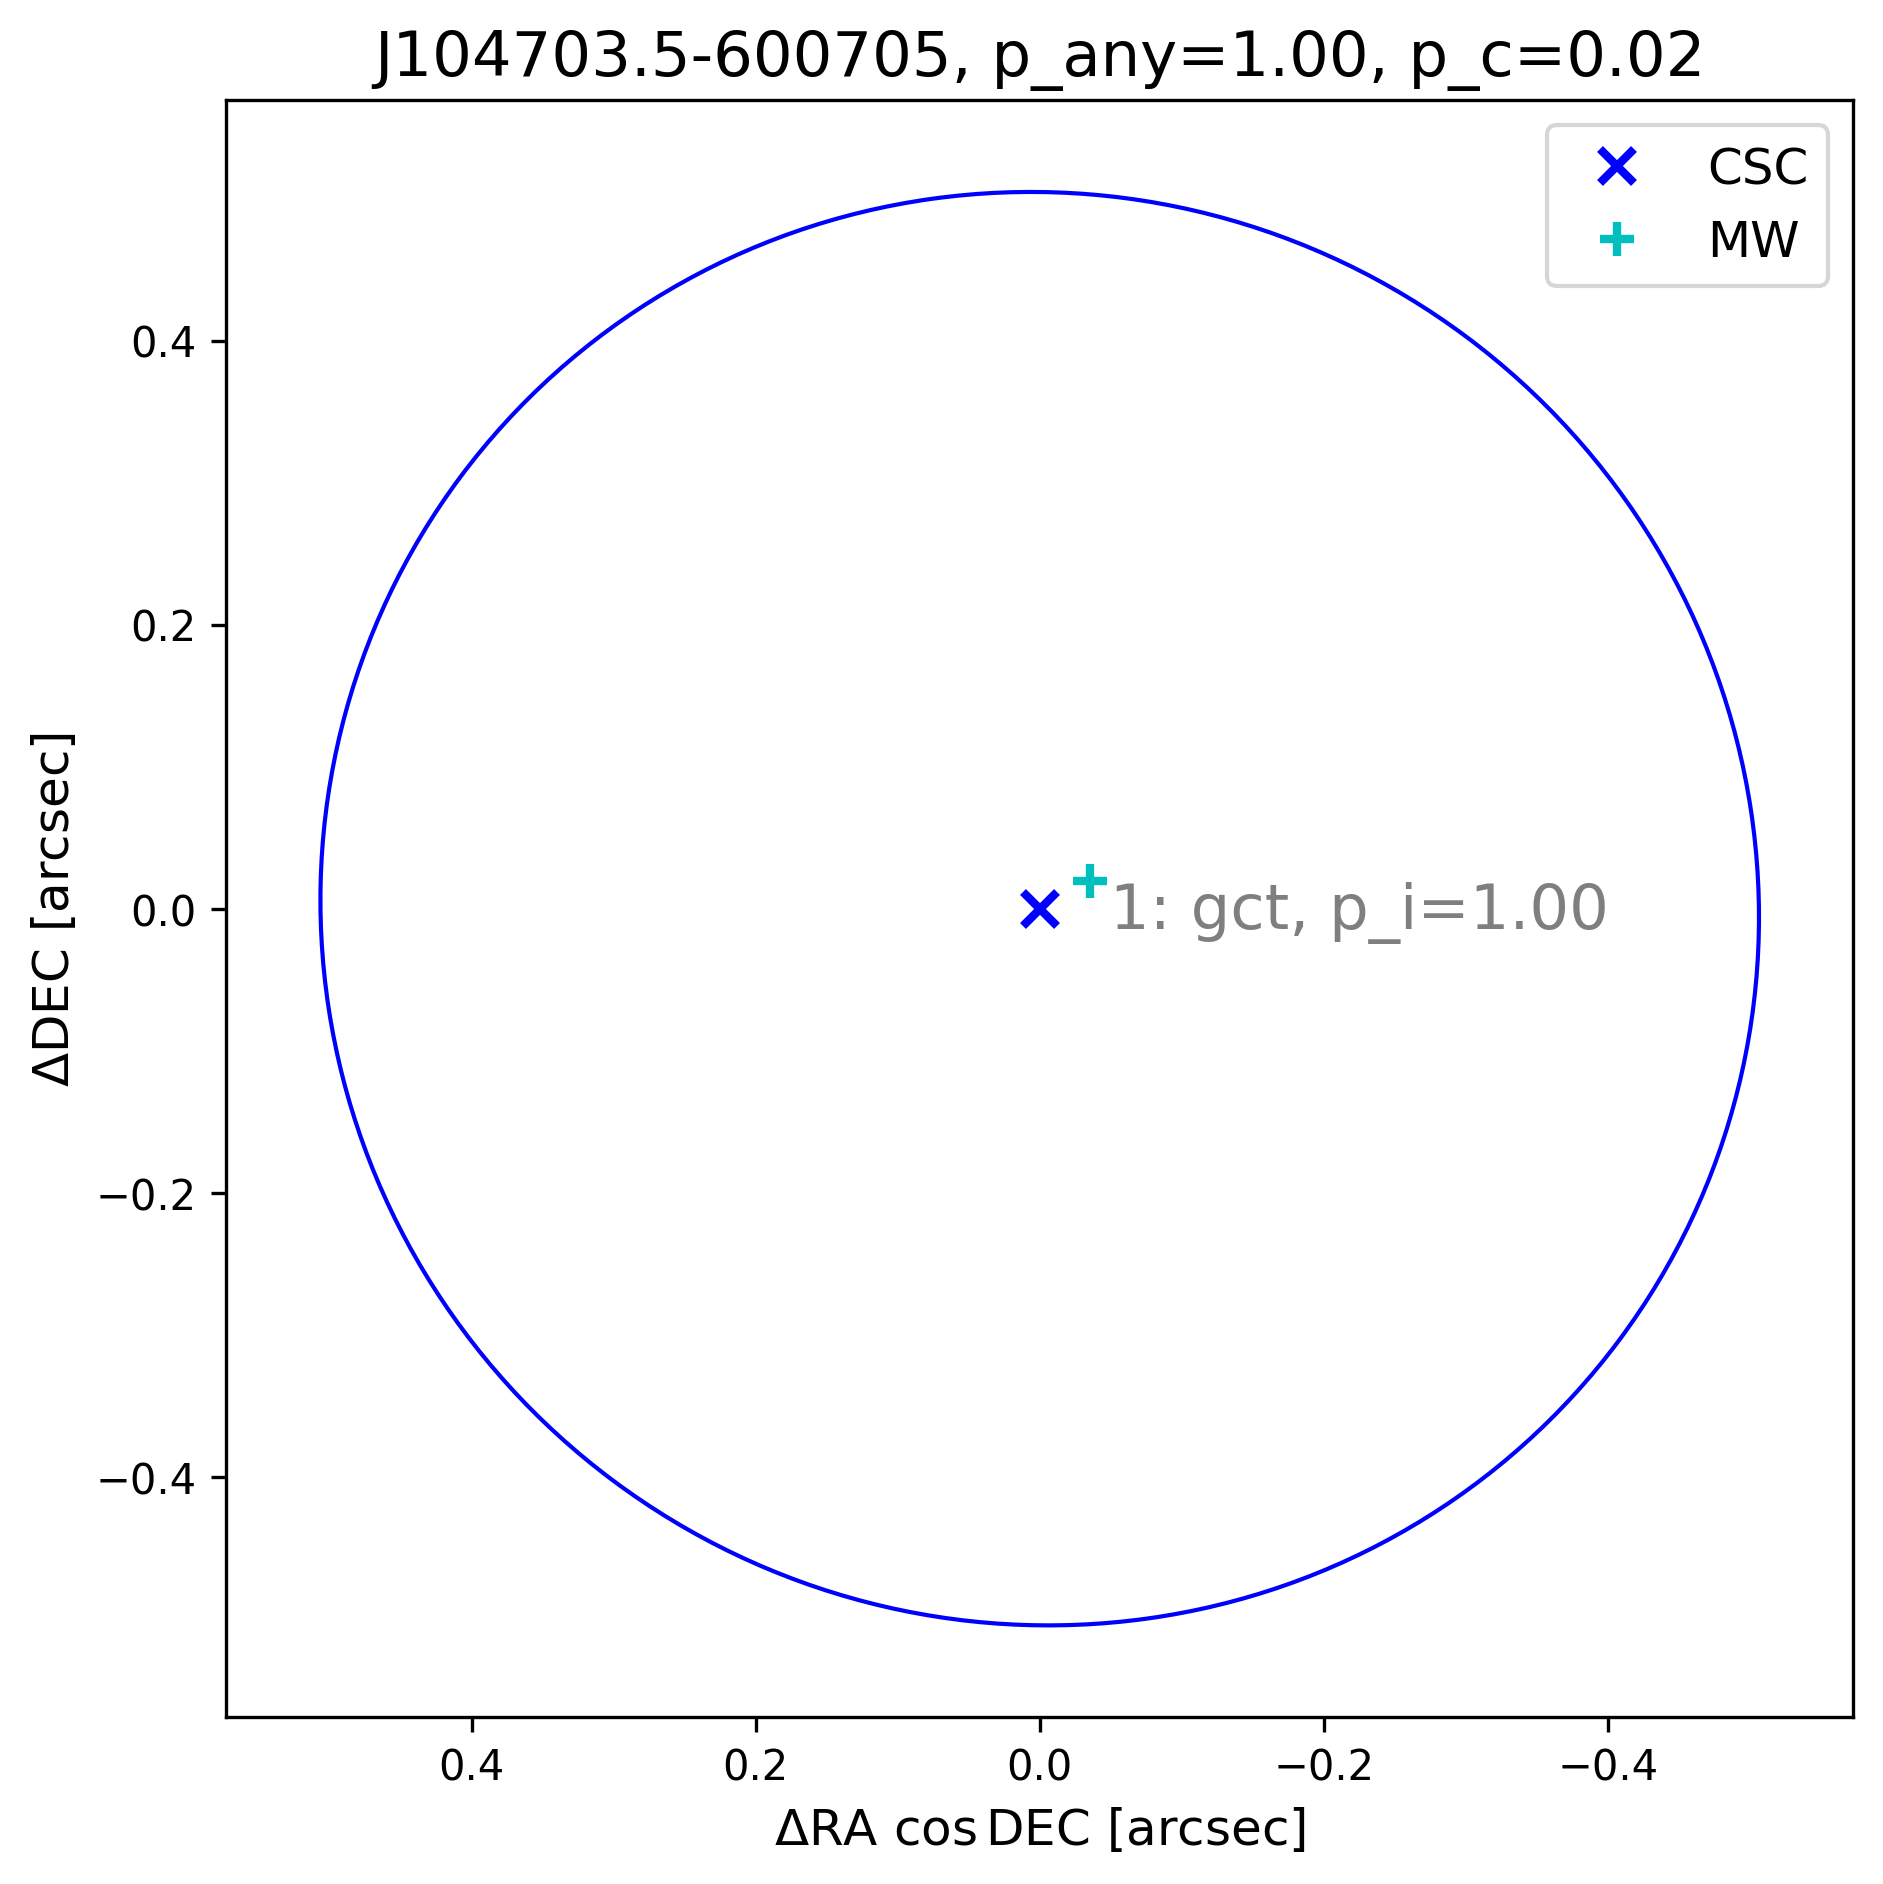 J104703.5-600705, p_any=1.00, p_c=0.02
CSC
MW
0.4
0.2
0.0
−0.2
−0.4
ΔDEC [arcsec]
1: gct, p_i=1.00
0.4
0.2
0.0
−0.2
−0.4
ΔRA cos DEC [arcsec]